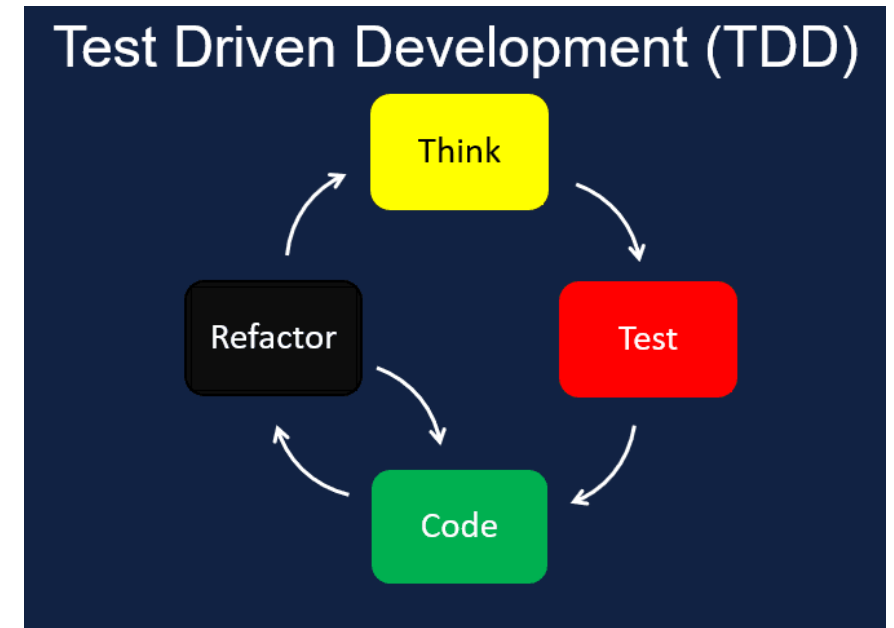 Test Driven Development (TDD)
Think
Refactor
Test
Code